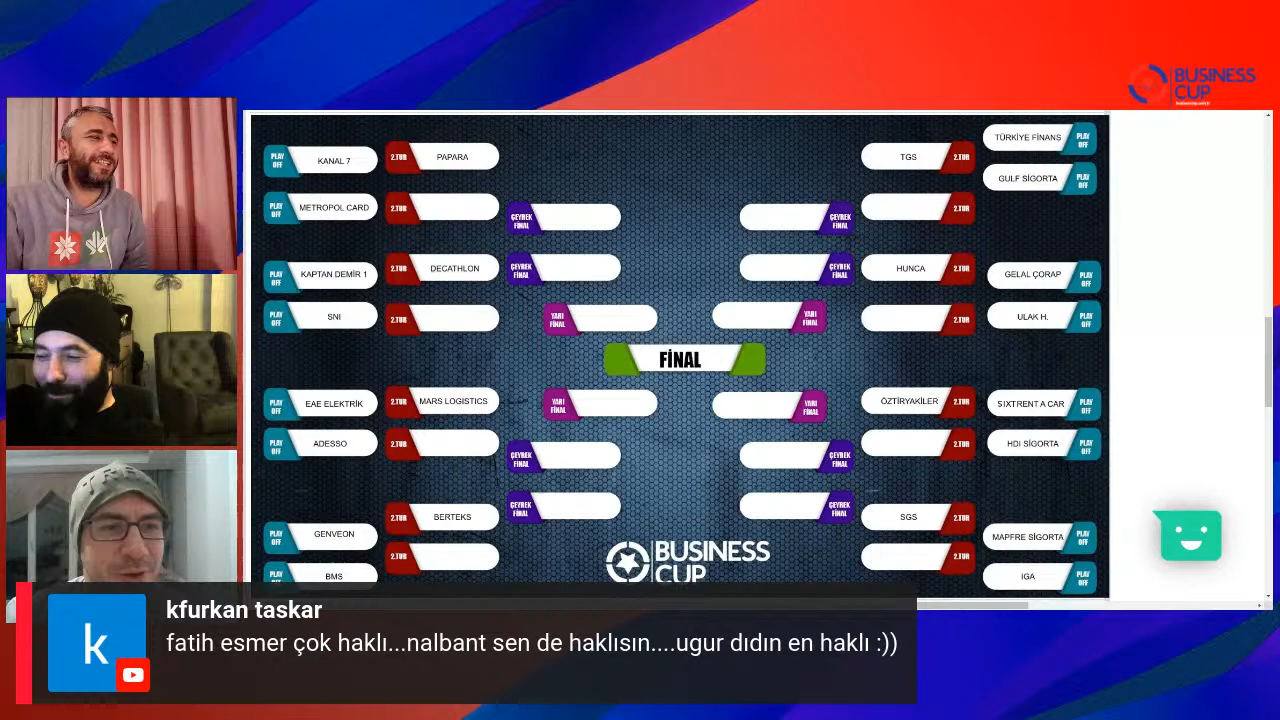 BUSINESS
CUP
PLAY
OFF
KANAL 7
2.TUR
PAPARA
TGS
2.TUR
TÜRKİYE FİNANS
PLAY
OFF
GULF SİGORTA
PLAY
OFF
PLAY
OFF
METROPOL CARD
2.TUR
2.TUR
ÇEYREK
FİNAL
ÇEYREK
FİNAL
PLAY
OFF
KAPTAN DEMİR 1
2.TUR
DECATHLON
ÇEYREK
FİNAL
ÇEYREK
FİNAL
HUNCA
2.TUR
GELAL ÇORAP
PLAY
OFF
PLAY
OFF
SNI
2.TUR
YARI
FİNAL
YARI
FİNAL
2.TUR
ULAK H.
PLAY
OFF
FİNAL
PLAY
OFF
EAE ELEKTRİK
2.TUR
MARS LOGISTICS
YARI
FİNAL
YARI
FİNAL
ÖZTİRYAKİLER
2.TUR
SIXTRENT A CAR
PLAY
OFF
PLAY
OFF
ADESSO
2.TUR
ÇEYREK
FİNAL
ÇEYREK
FİNAL
2.TUR
HDI SİGORTA
PLAY
OFF
PLAY
OFF
GENVEON
2.TUR
BERTEKS
ÇEYREK
FİNAL
ÇEYREK
FİNAL
SGS
2.TUR
MAPFRE SİGORTA
PLAY
OFF
PLAY
BMS
2.TUR
BUSINESS
CUP
2.TUR
IGA
PLAY
OFF
k
kfurkan taskar
fatih esmer çok haklı...nalbant sen de haklısın....ugur dıdın en haklı :))